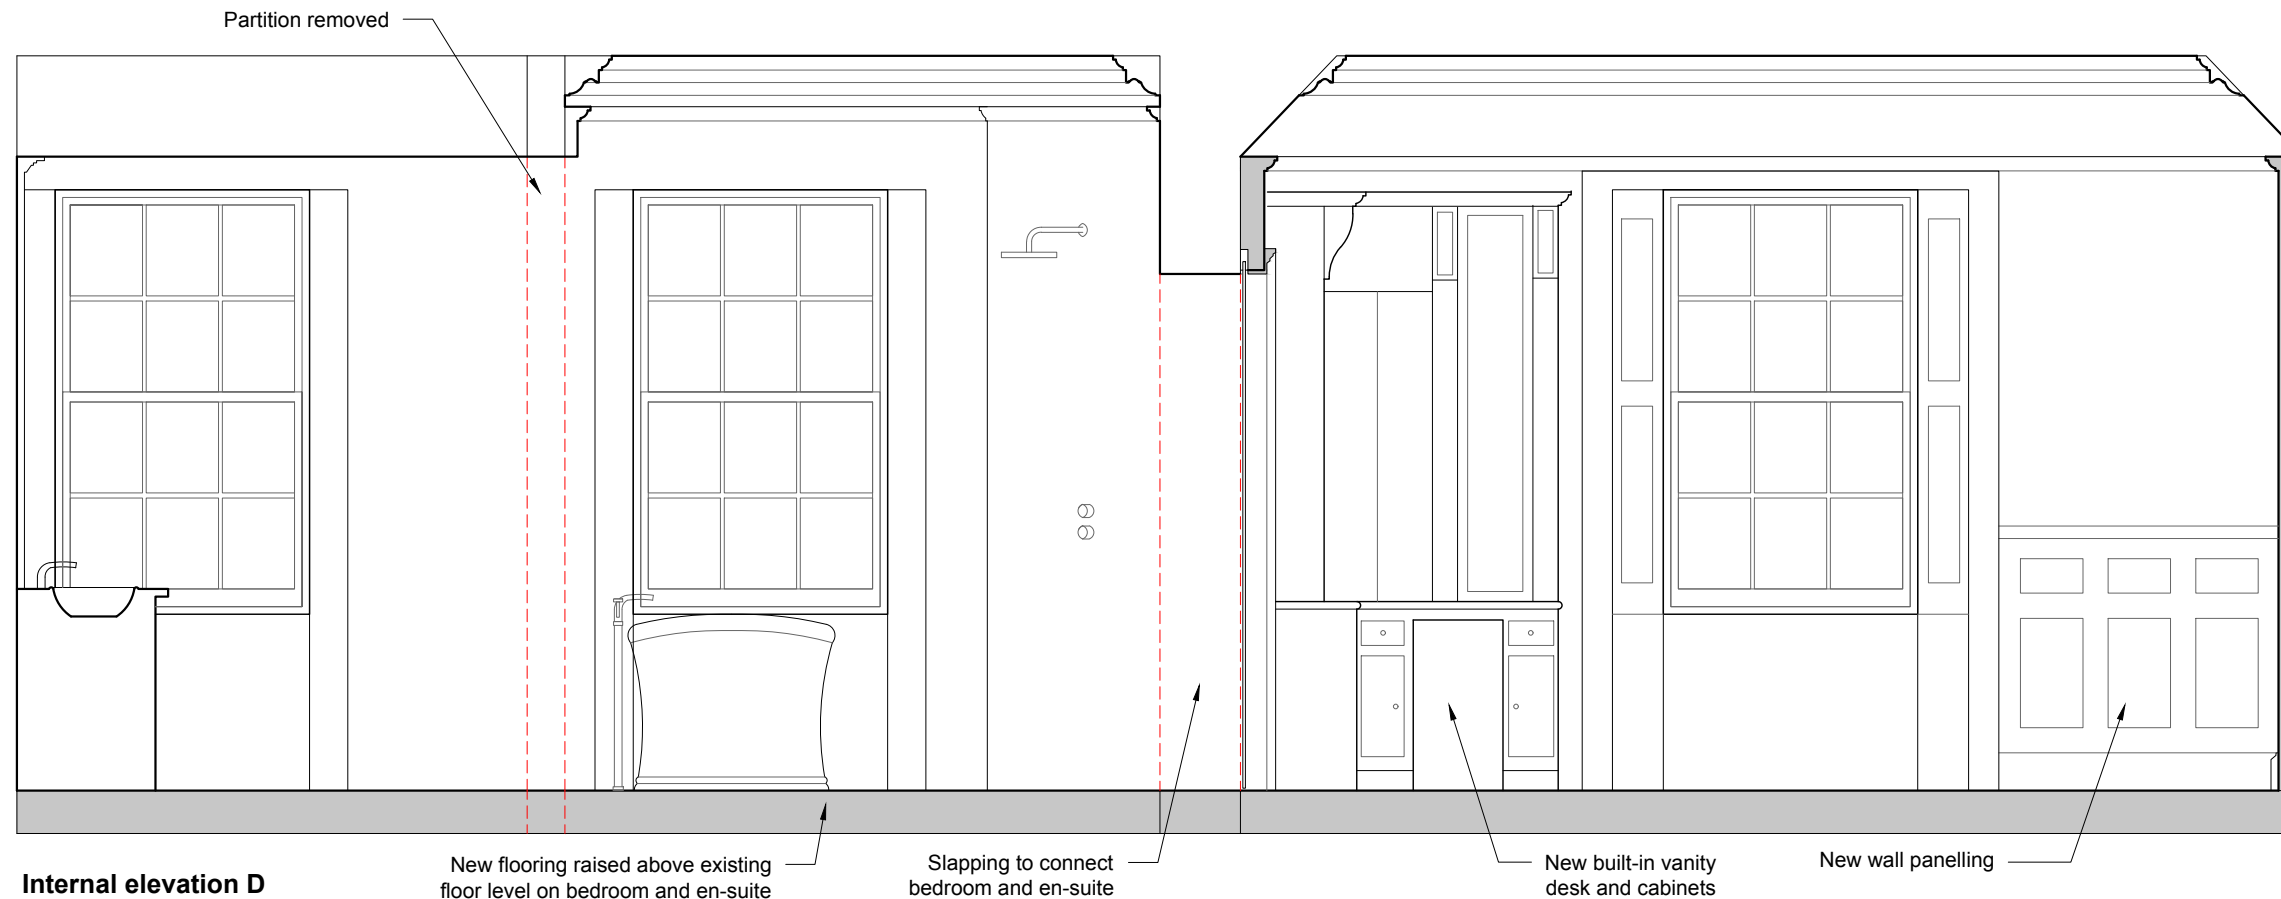 Partition removed
New flooring raised above existing
floor level on bedroom and en-suite
Slapping to connect
bedroom and en-suite
New built-in vanity
desk and cabinets
New wall panelling
Internal elevation D